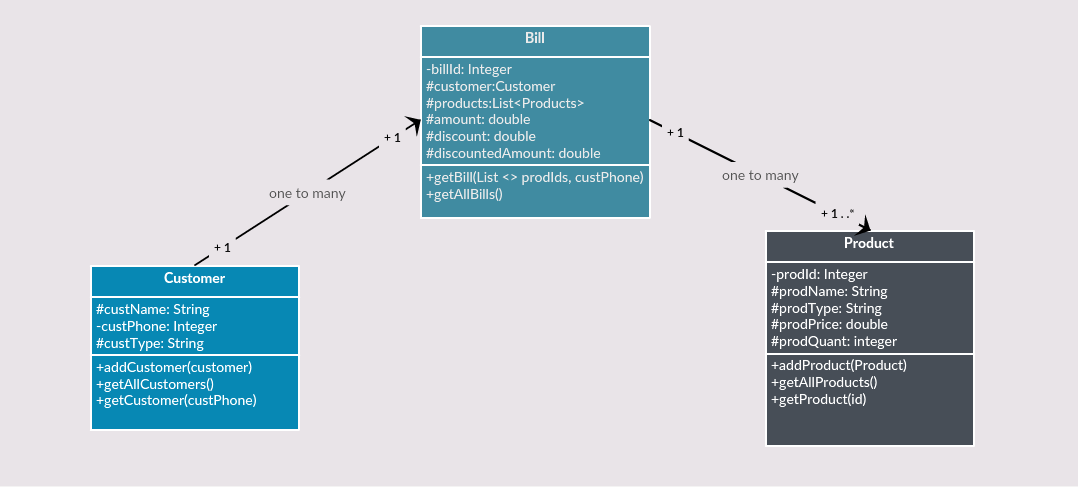 Bill
-billId: Integer
#customer:Customer
#products:List<Products>
#amount: double
#discount: double
#discountedAmount: double
+getBill(List <> prodIds, custPhone)
+getAllBills()
+ 1
one to many
+ 1
+ 1
one to many
+ 1 . . *
Customer
#custName: String
-custPhone: Integer
#custType: String
+addCustomer(customer)
+getAllCustomers()
+getCustomer(custPhone)
Product
-prodId: Integer
#prodName: String
#prodType: String
#prodPrice: double
#prodQuant: integer
+addProduct(Product)
+getAllProducts()
+getProduct(id)